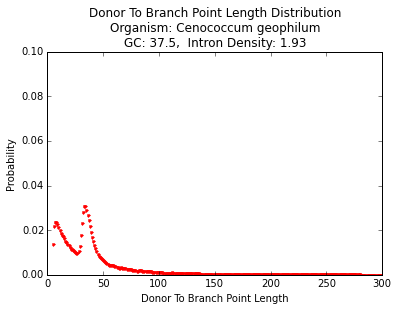 Donor To Branch Point Length Distribution
Organism: Cenococcum geophilum
GC: 37.5,  Intron Density: 1.93
0.10
0.08
0.06
0.04
0.02
0.00
Probability
0 50 100 150 200 250 300
Donor To Branch Point Length